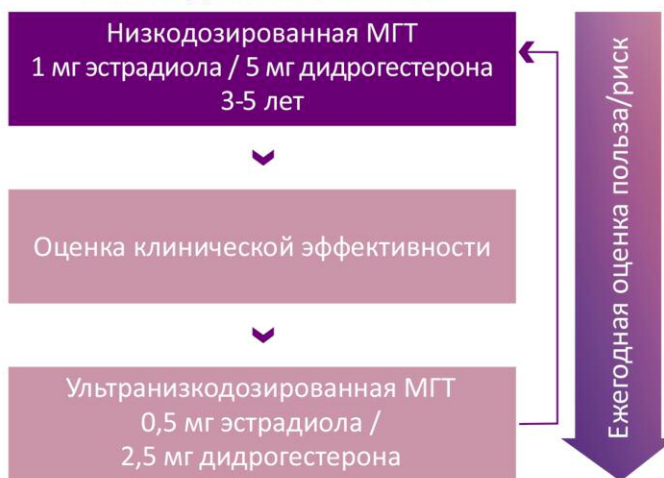 Низкодозированная МГТ
1 мг эстрадиола / 5 мг дидрогестерона
3-5 лет
Оценка клинической эффективности
Ультранизкодозированная МГТ
0,5 мг эстрадиола /
2,5 мг дидрогестерона
Ежегодная оценка польза/риск